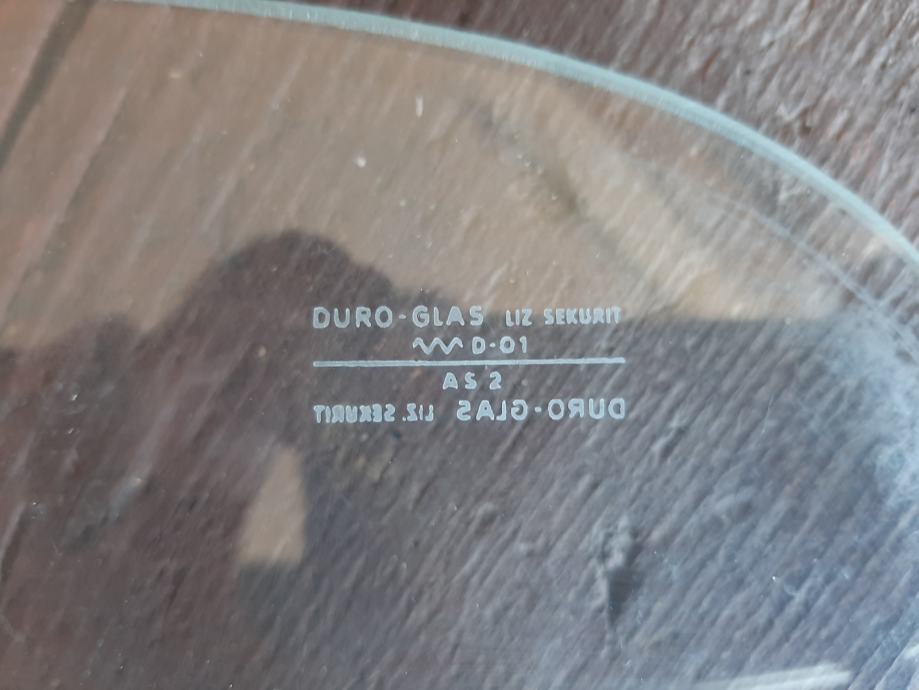 DURO-GLAS LIZ SEKURIT
D-01
AS 2
DURO-GLAS LIZ. SEKURIT